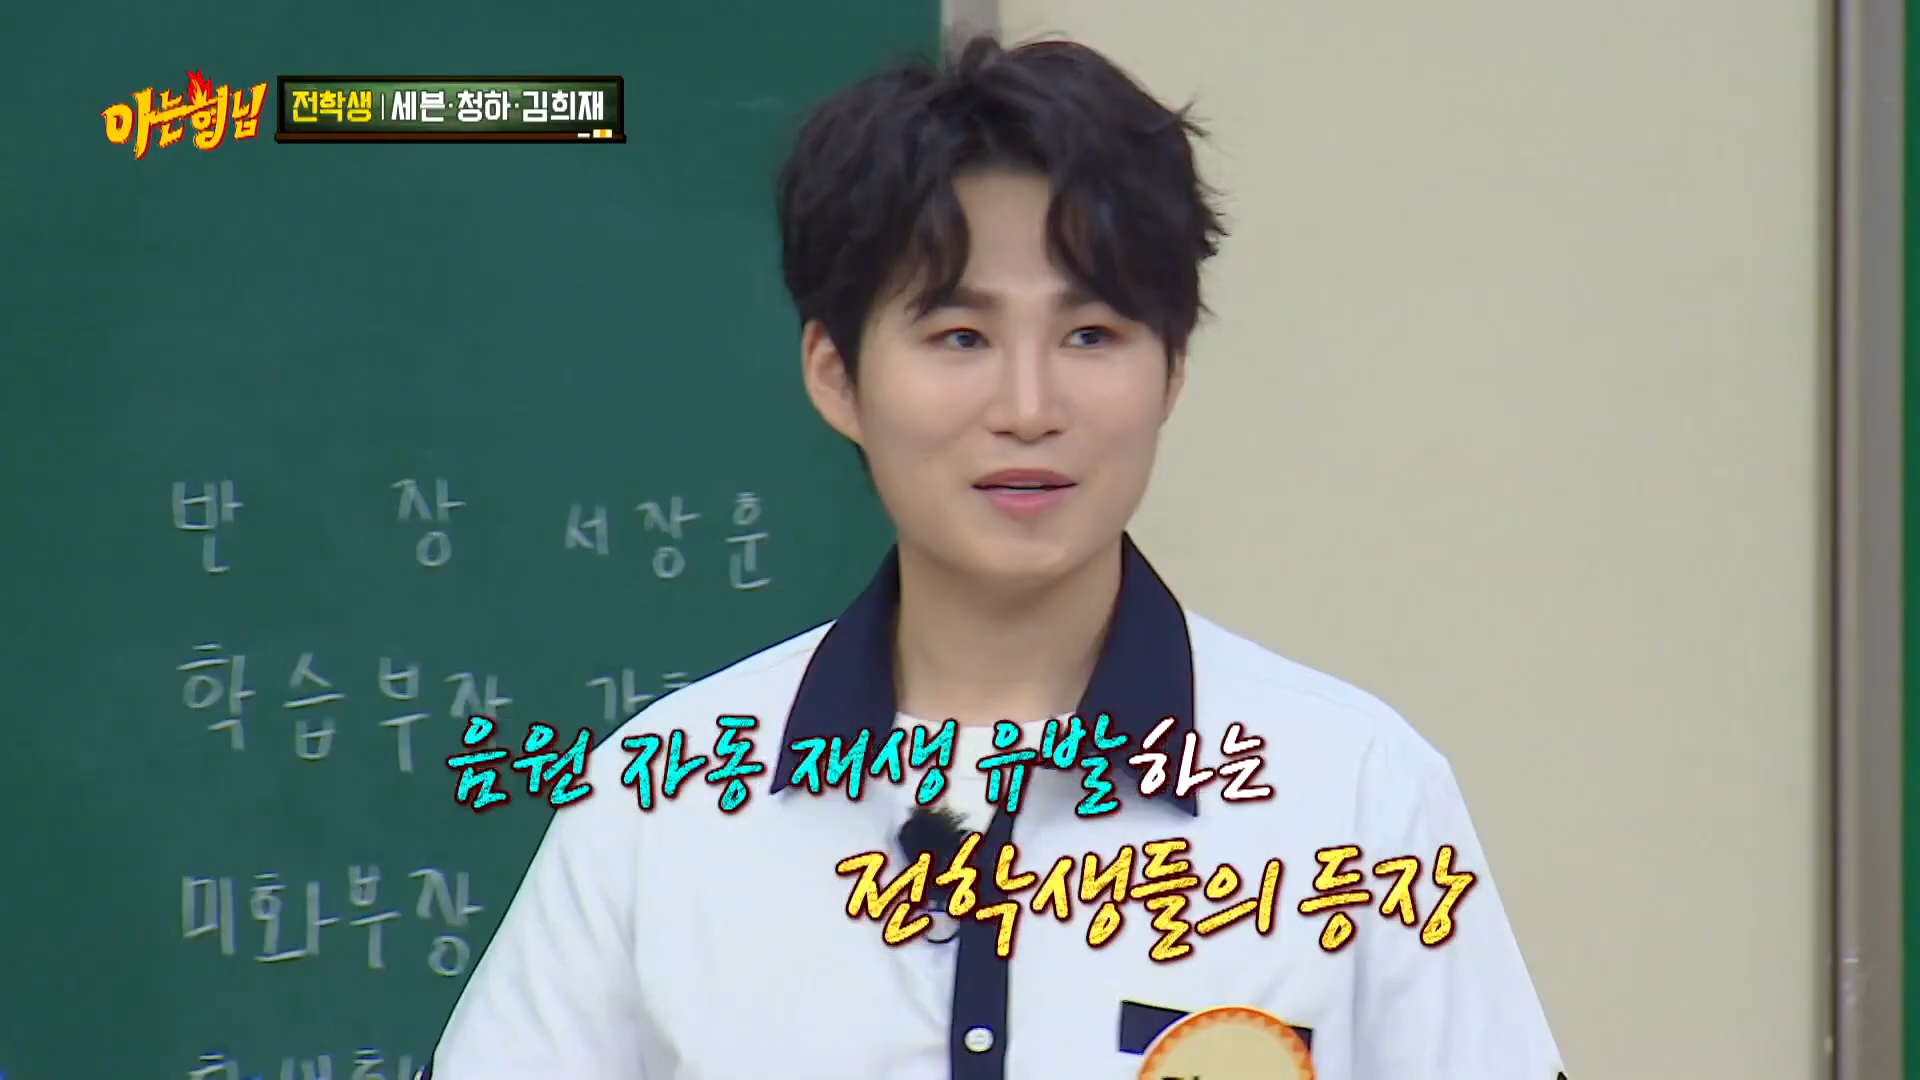 아는형님
전학생 | 세븐·청하·김희재
반 장 서장훈
학습부장
미화부장
음원 자동 재생 유발하는
전학생들의 등장